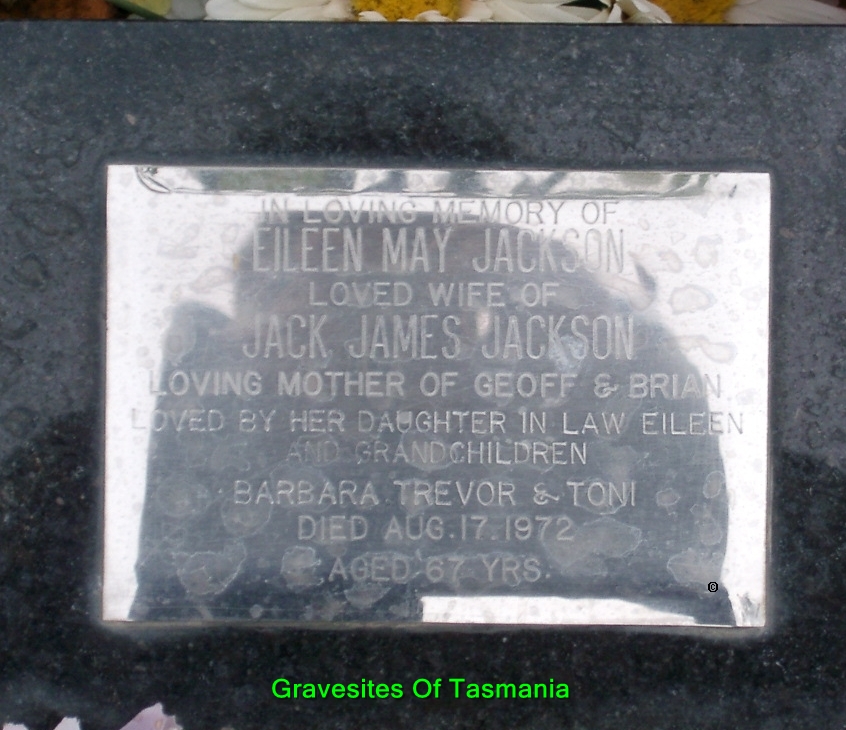 IN LOVING MEMORY OF
EILEEN MAY JACKSON
LOVED WIFE OF
JACK JAMES JACKSON
LOVING MOTHER OF GEOFF & BRIAN
LOVED BY HER DAUGHTER IN LAW EILEEN
AND GRANDCHILDREN
BARBARA TREVOR & TONI
DIED AUG.17.1972
AGED 67 YRS.
©
Gravesites Of Tasmania